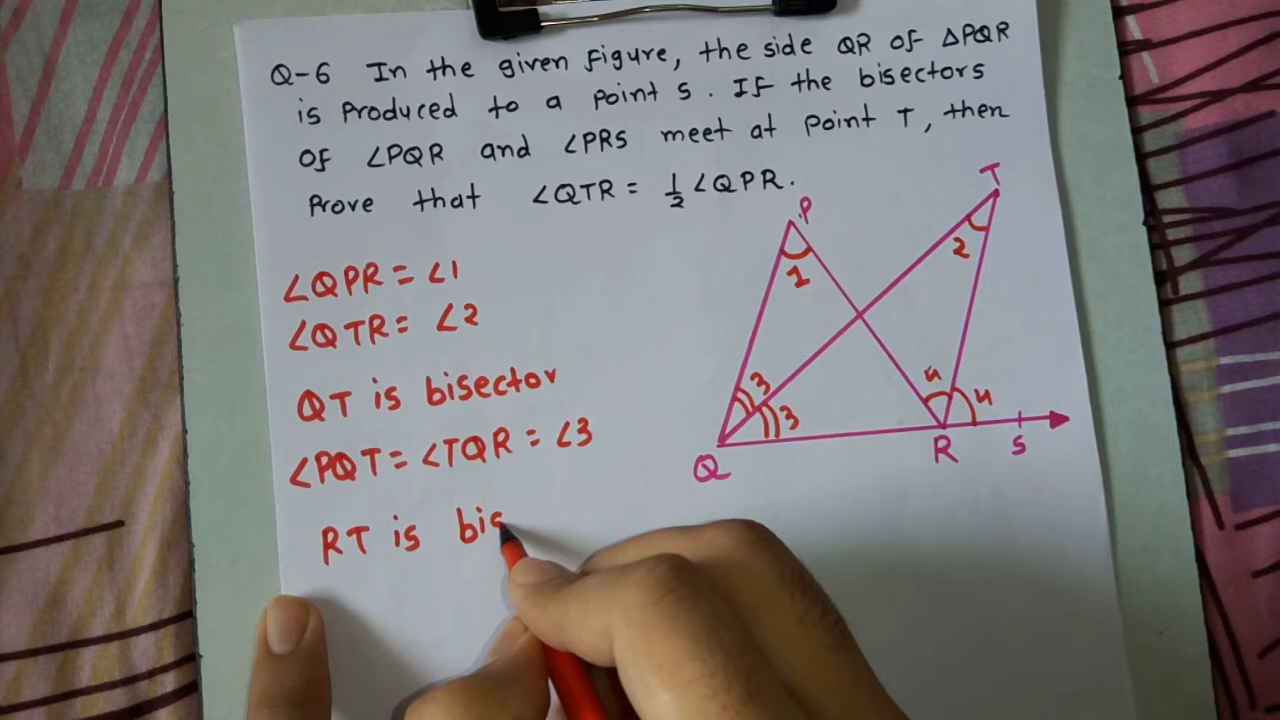 Q-6 In the given figure, the side QR of △PQR
is produced to a point S. If the bisectors
of ∠PQR and ∠PRS meet at point T, then
Prove that ∠QTR = 1/2 ∠QPR.
∠QPR = ∠1
∠QTR = ∠2
QT is bisector
∠PQT = ∠TQR = ∠3
RT is bis
T
P
2
1
3
3
4
4
Q
R
S